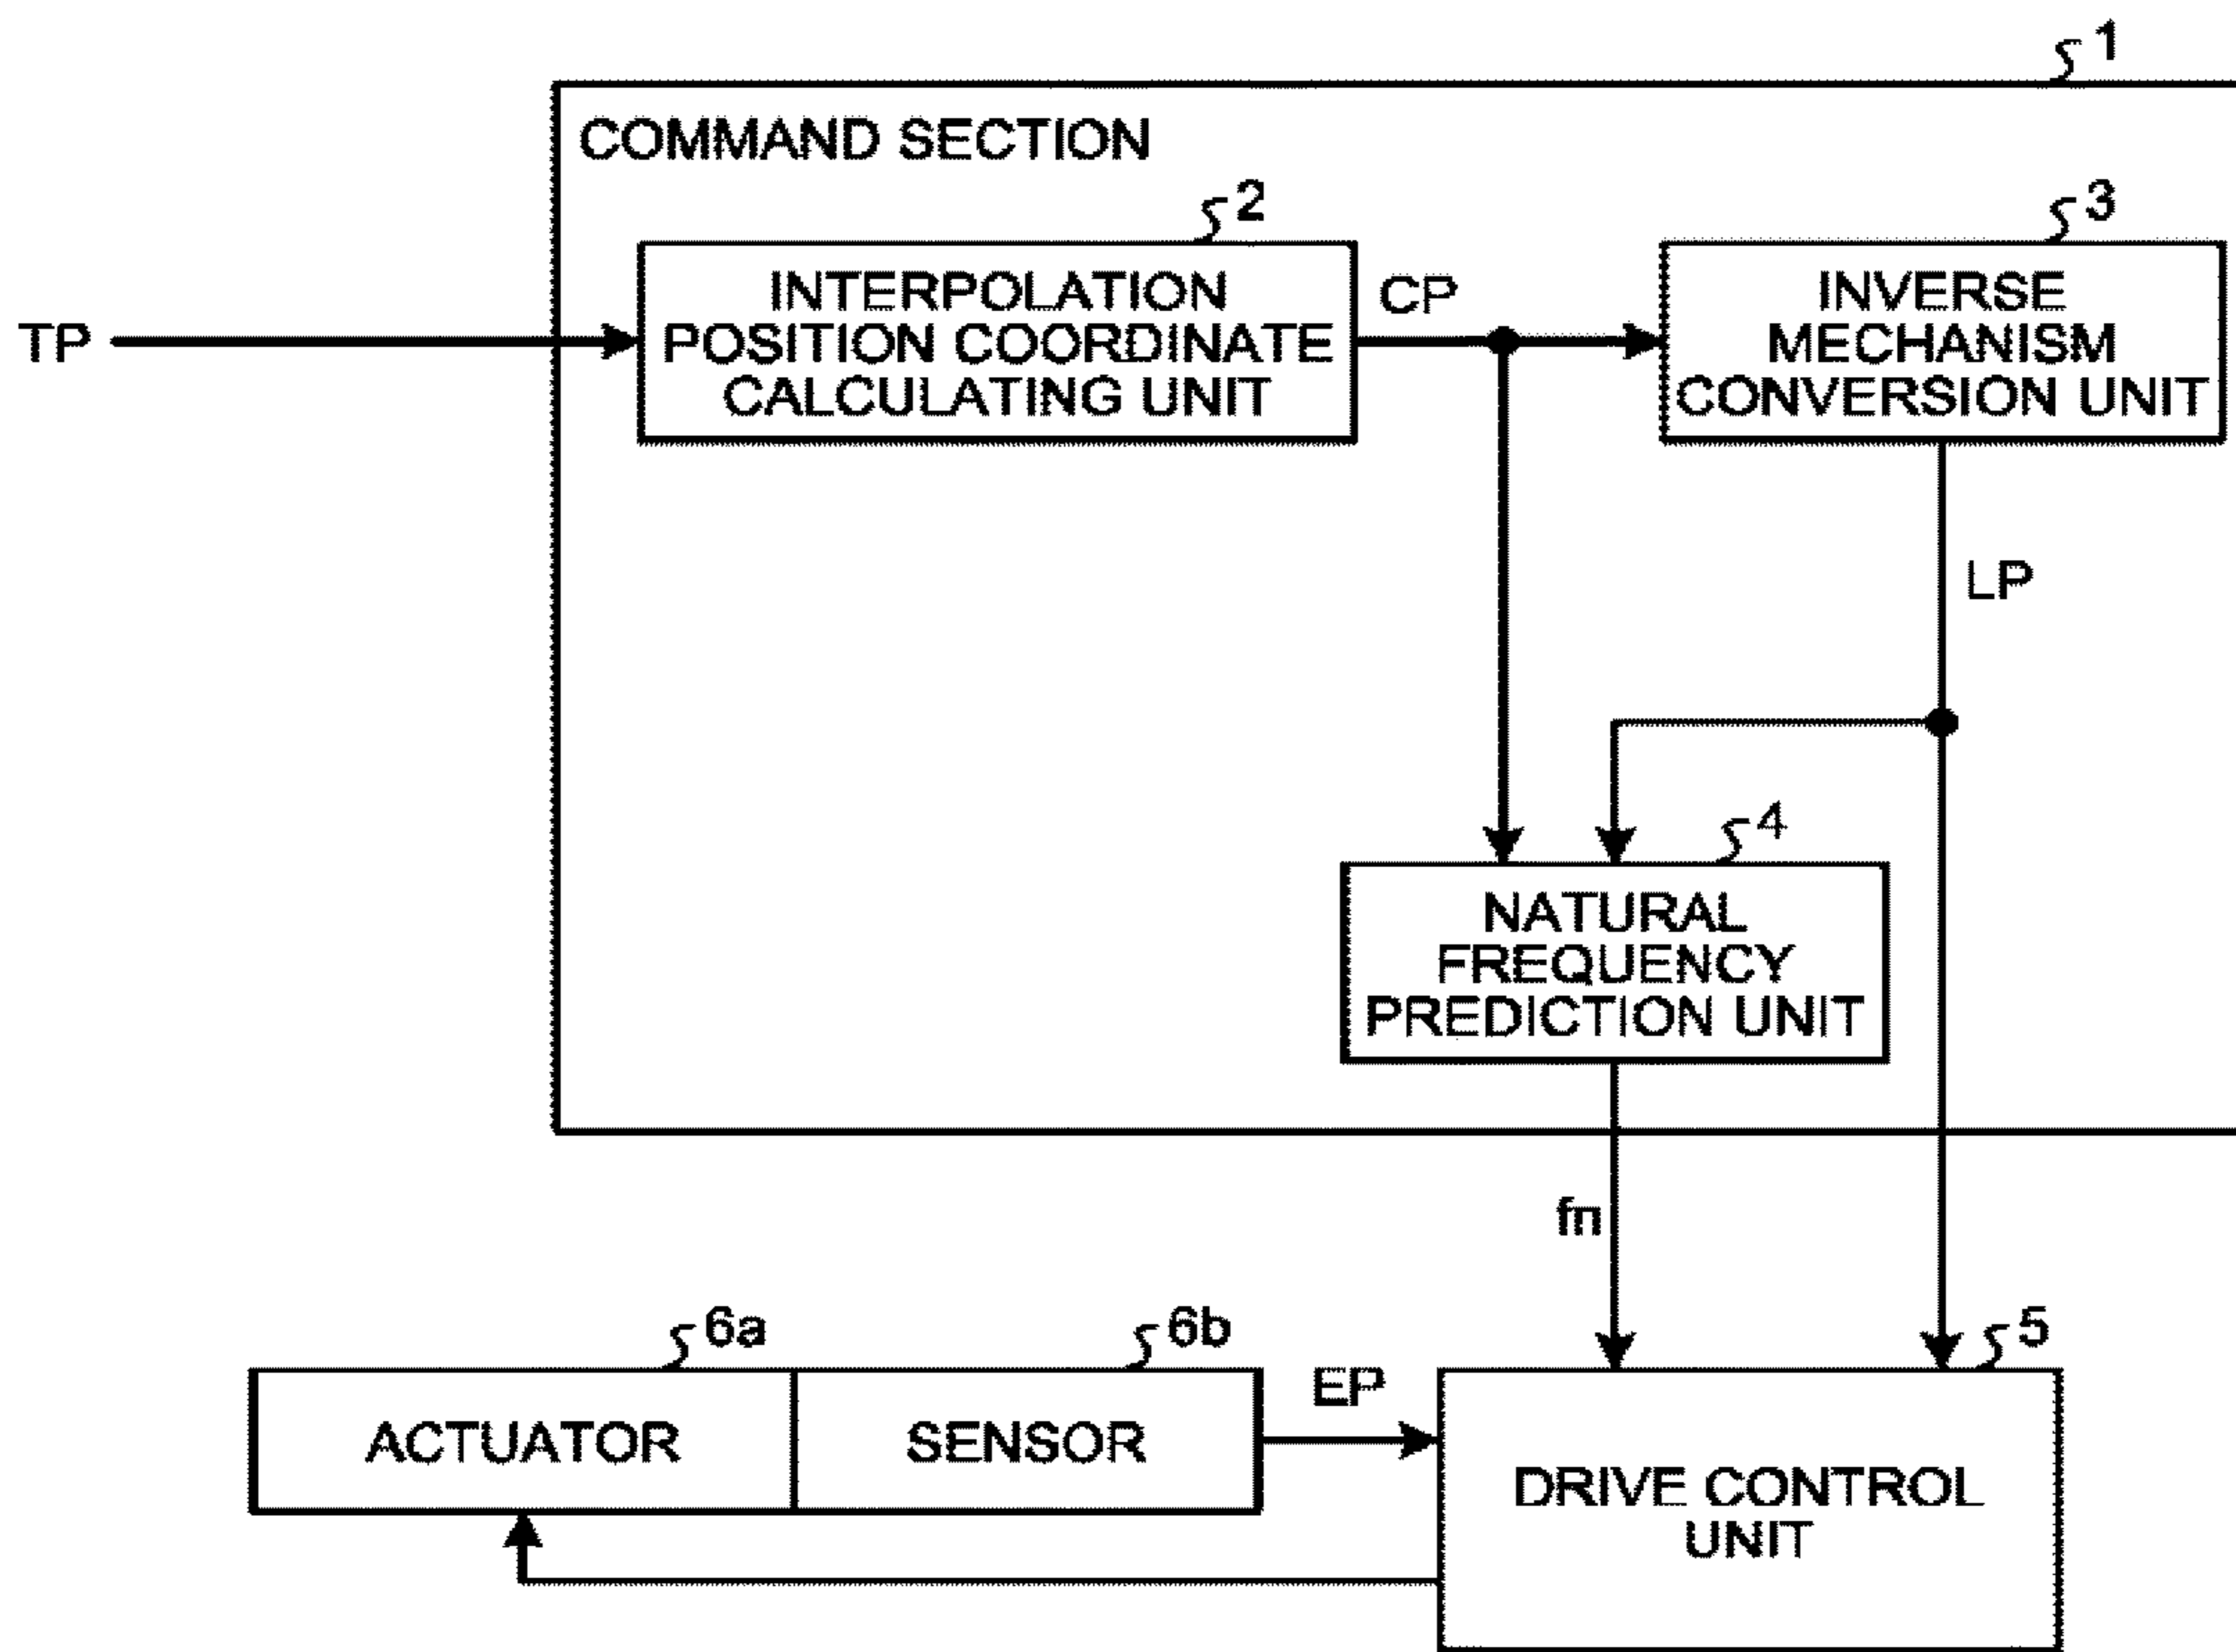 1
COMMAND SECTION
2
3
INTERPOLATION
POSITION COORDINATE
CALCULATING UNIT
CP
INVERSE
MECHANISM
CONVERSION UNIT
TP
LP
4
NATURAL
FREQUENCY
PREDICTION UNIT
fn
6a
6b
5
ACTUATOR
SENSOR
EP
DRIVE CONTROL
UNIT